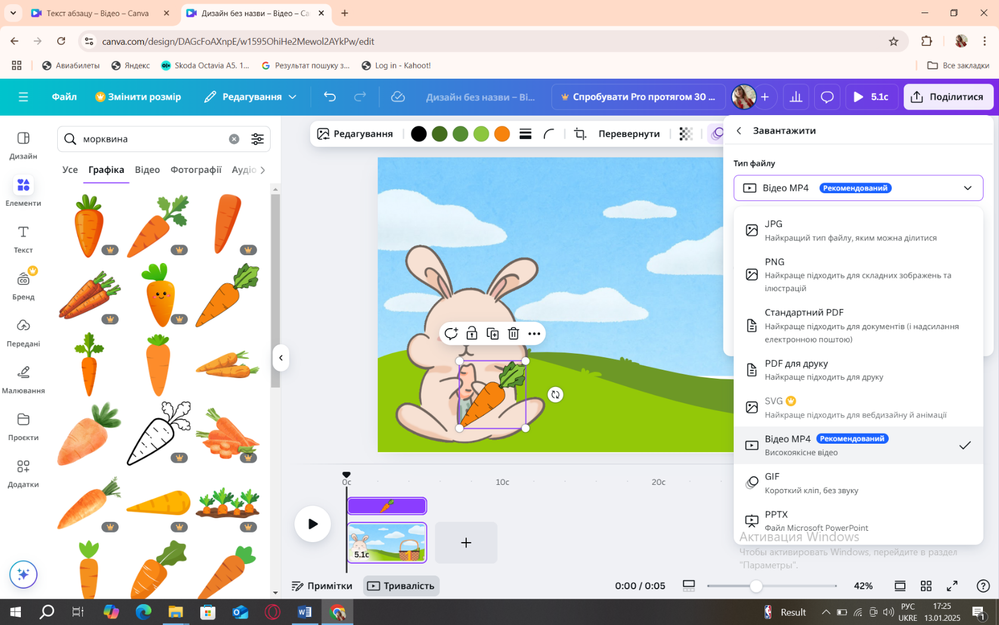 Текст абзацу – Відео – Canva
Дизайн без назви – Відео – Ca
canva.com/design/DAGcFoAXnpE/w1595OhiHe2Mewol2AYkPw/edit
Авиабилеты
Яндекс
Skoda Octavia A5. 1...
Результат пошуку з...
Log in - Kahoot!
Все закладки
Файл
Змінити розмір
Редагування
Дизайн без назви – Ві...
Спробувати Pro протягом 30 ...
5.1с
Поділитися
Дизайн
Елементи
Текст
Бренд
Передані
Малювання
Проєкти
Додатки
морквина
Усе
Графіка
Відео
Фотографії
Аудіо
Редагування
Перевернути
Завантажити
Тип файлу
Відео MP4 Рекомендований
JPG
Найкращий тип файлу, яким можна ділитися
PNG
Найкраще підходить для складних зображень та
ілюстрацій
Стандартний PDF
Найкраще підходить для документів (і надсилання
електронною поштою)
PDF для друку
Найкраще підходить для друку
SVG
Найкраще підходить для вебдизайну й анімації
Відео MP4 Рекомендований
Високоякісне відео
GIF
Короткий кліп, без звуку
PPTX
Файл Microsoft PowerPoint
Активация Windows
Чтобы активировать Windows, перейдите в раздел
"Параметры".
0с
10с
20с
5.1с
Примітки
Тривалість
0:00 / 0:05
42%
Result
РУС
UKRE
17:25
13.01.2025
1